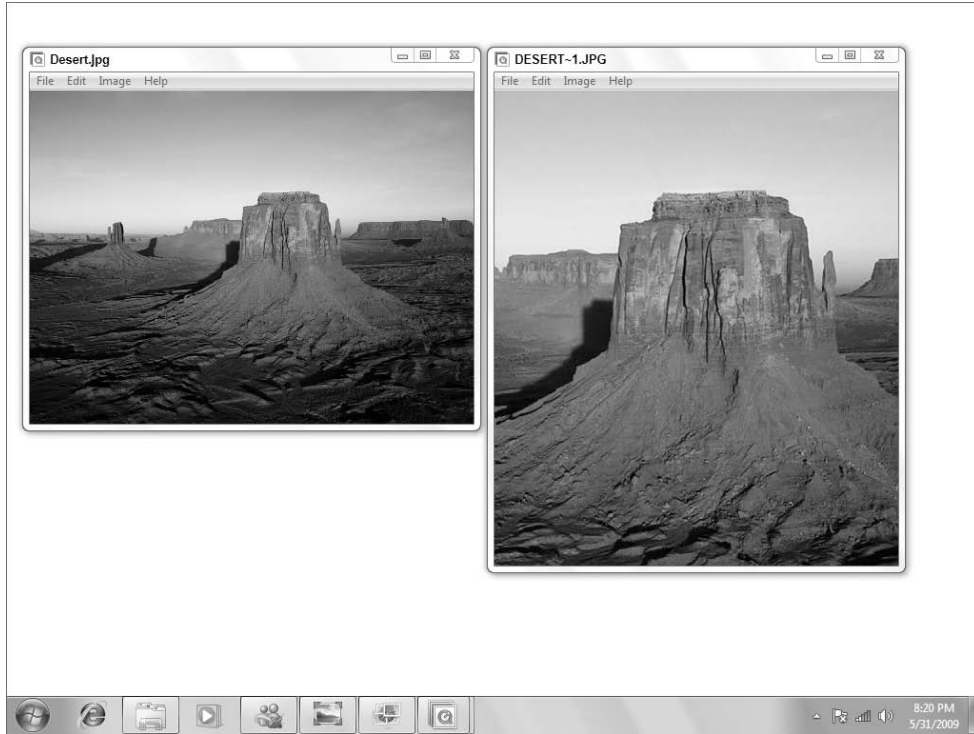 Desert.jpg
File Edit Image Help
DESERT~1.JPG
File Edit Image Help
8:20 PM
5/31/2009